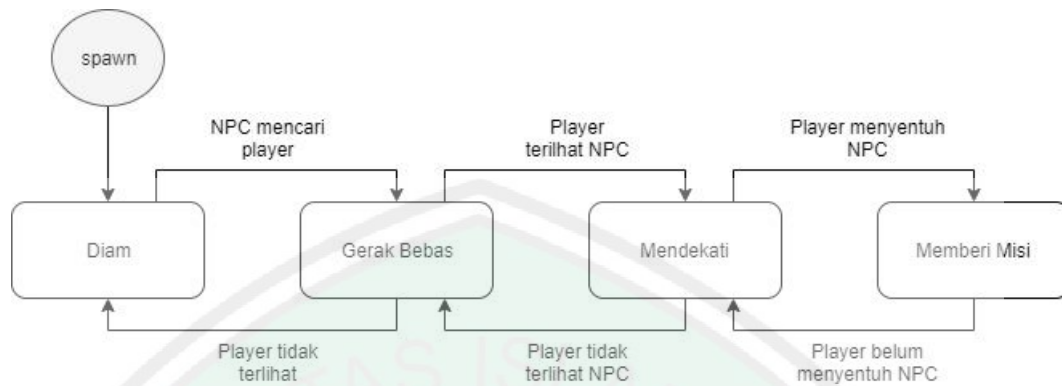 spawn
NPC mencari
player
Player
terilhat NPC
Player menyentuh
NPC
Diam
Gerak Bebas
Mendekati
Memberi Misi
Player tidak
terlihat
Player tidak
terlihat NPC
Player belum
menyentuh NPC